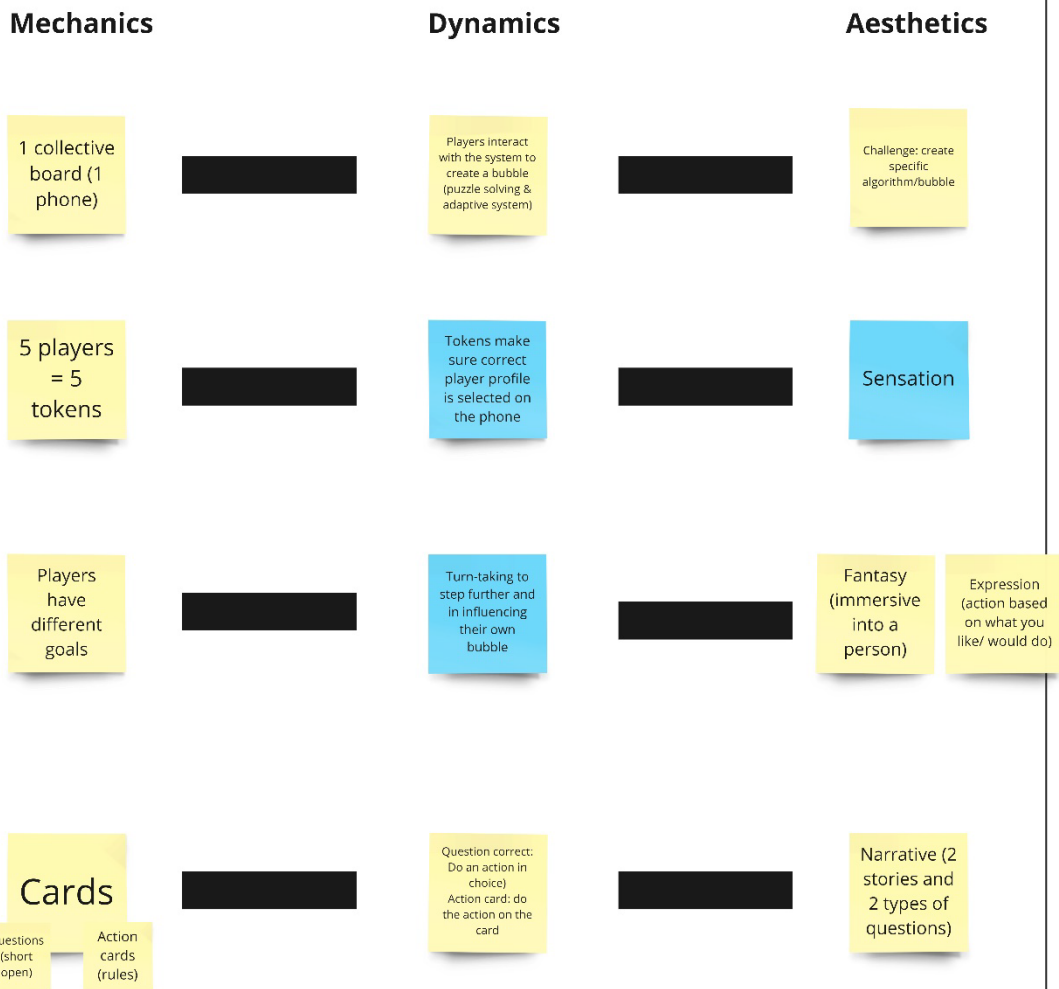 Mechanics
Dynamics
Aesthetics
1 collective
board (1
phone)
Players interact
with the system to
create a bubble
(puzzle solving &
adaptive system)
Challenge: create
specific
algorithm/bubble
5 players
= 5
tokens
Tokens make
sure correct
player profile
is selected on
the phone
Sensation
Players
have
different
goals
Turn-taking to
step further and
in influencing
their own
bubble
Fantasy
(immersive
into a
person)
Expression
(action based
on what you
like/ would do)
Cards
uestions
(short
open)
Action
cards
(rules)
Question correct:
Do an action in
choice)
Action card: do
the action on the
card
Narrative (2
stories and
2 types of
questions)